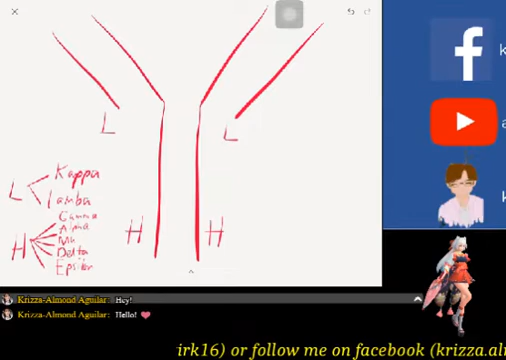 L
L
Kappa
L
lamba
Gamma
Alpha
H
Mu
Delta
Epsilon
H
H
Krizza-Almond Aguilar: Hey!
Krizza-Almond Aguilar: Hello!
irk16) or follow me on facebook (krizza.al